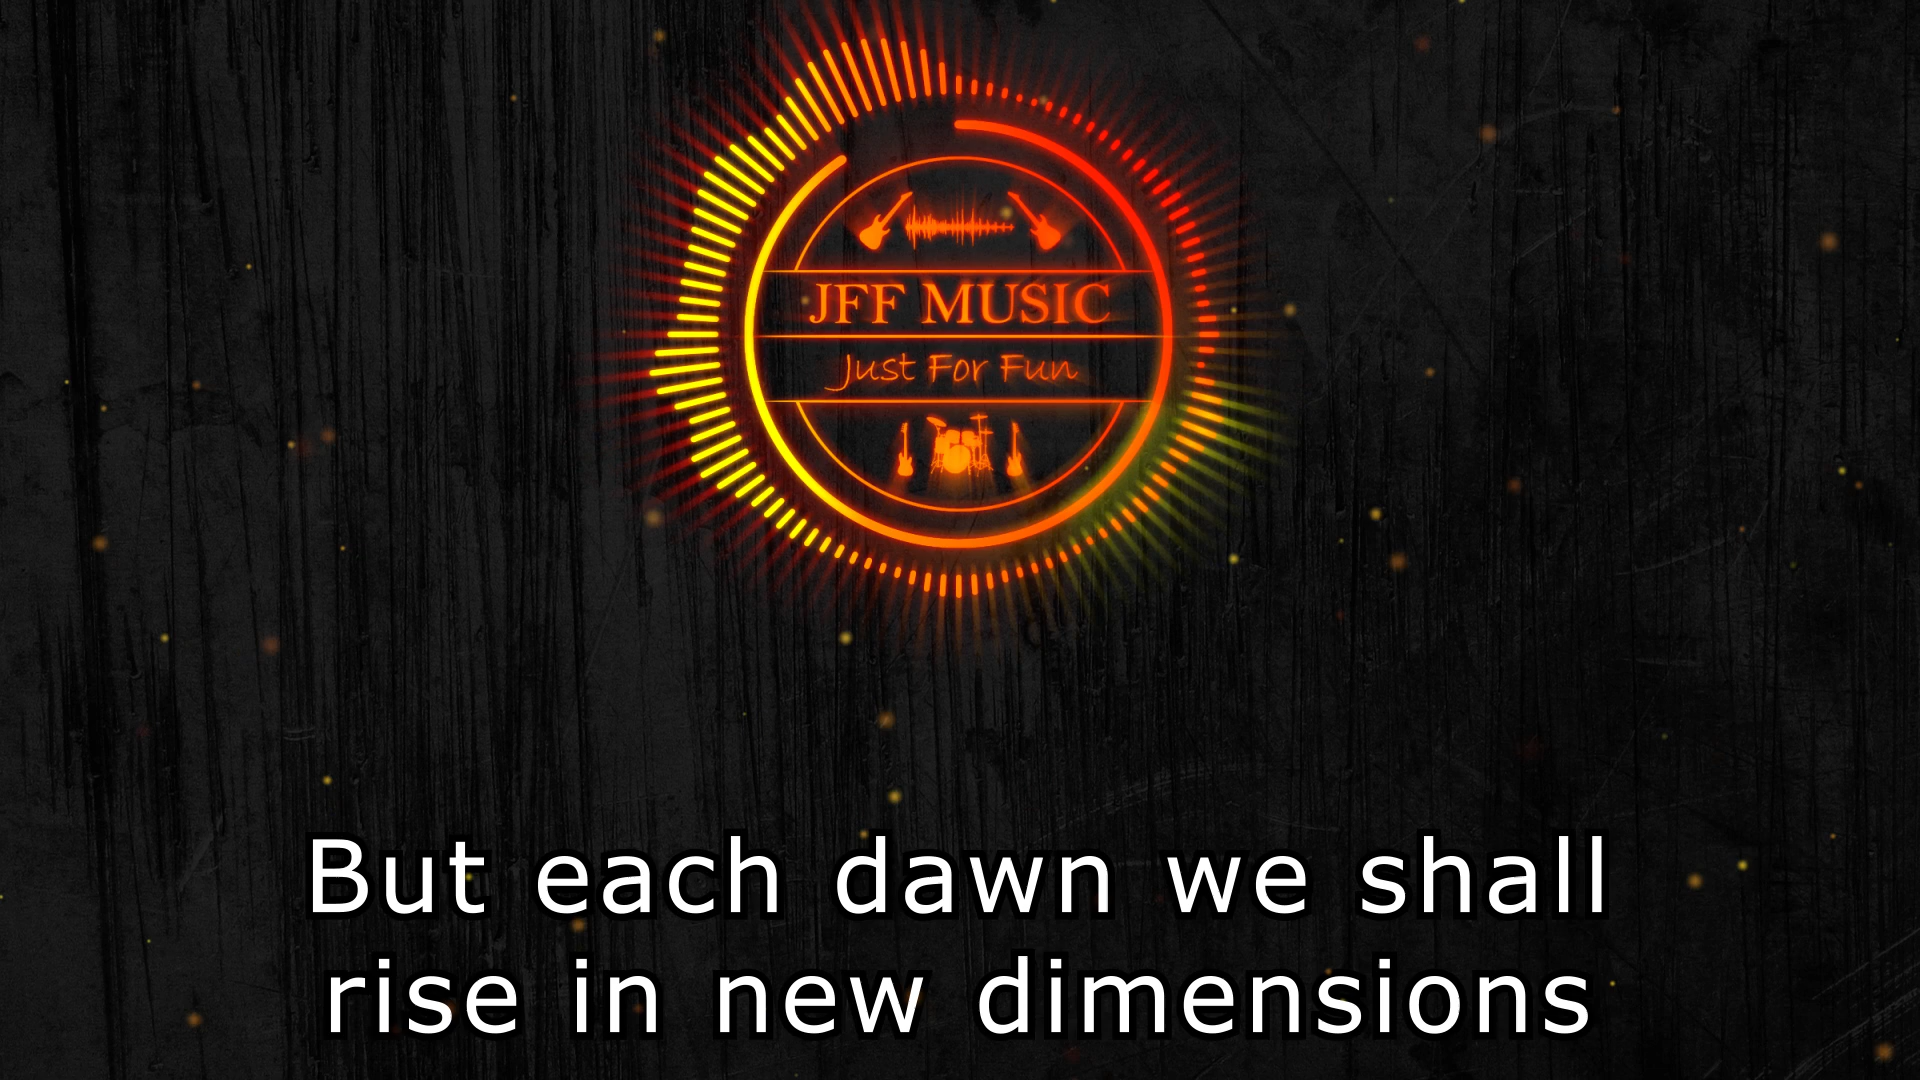 JFF MUSIC
Just For Fun
But each dawn we shall
rise in new dimensions